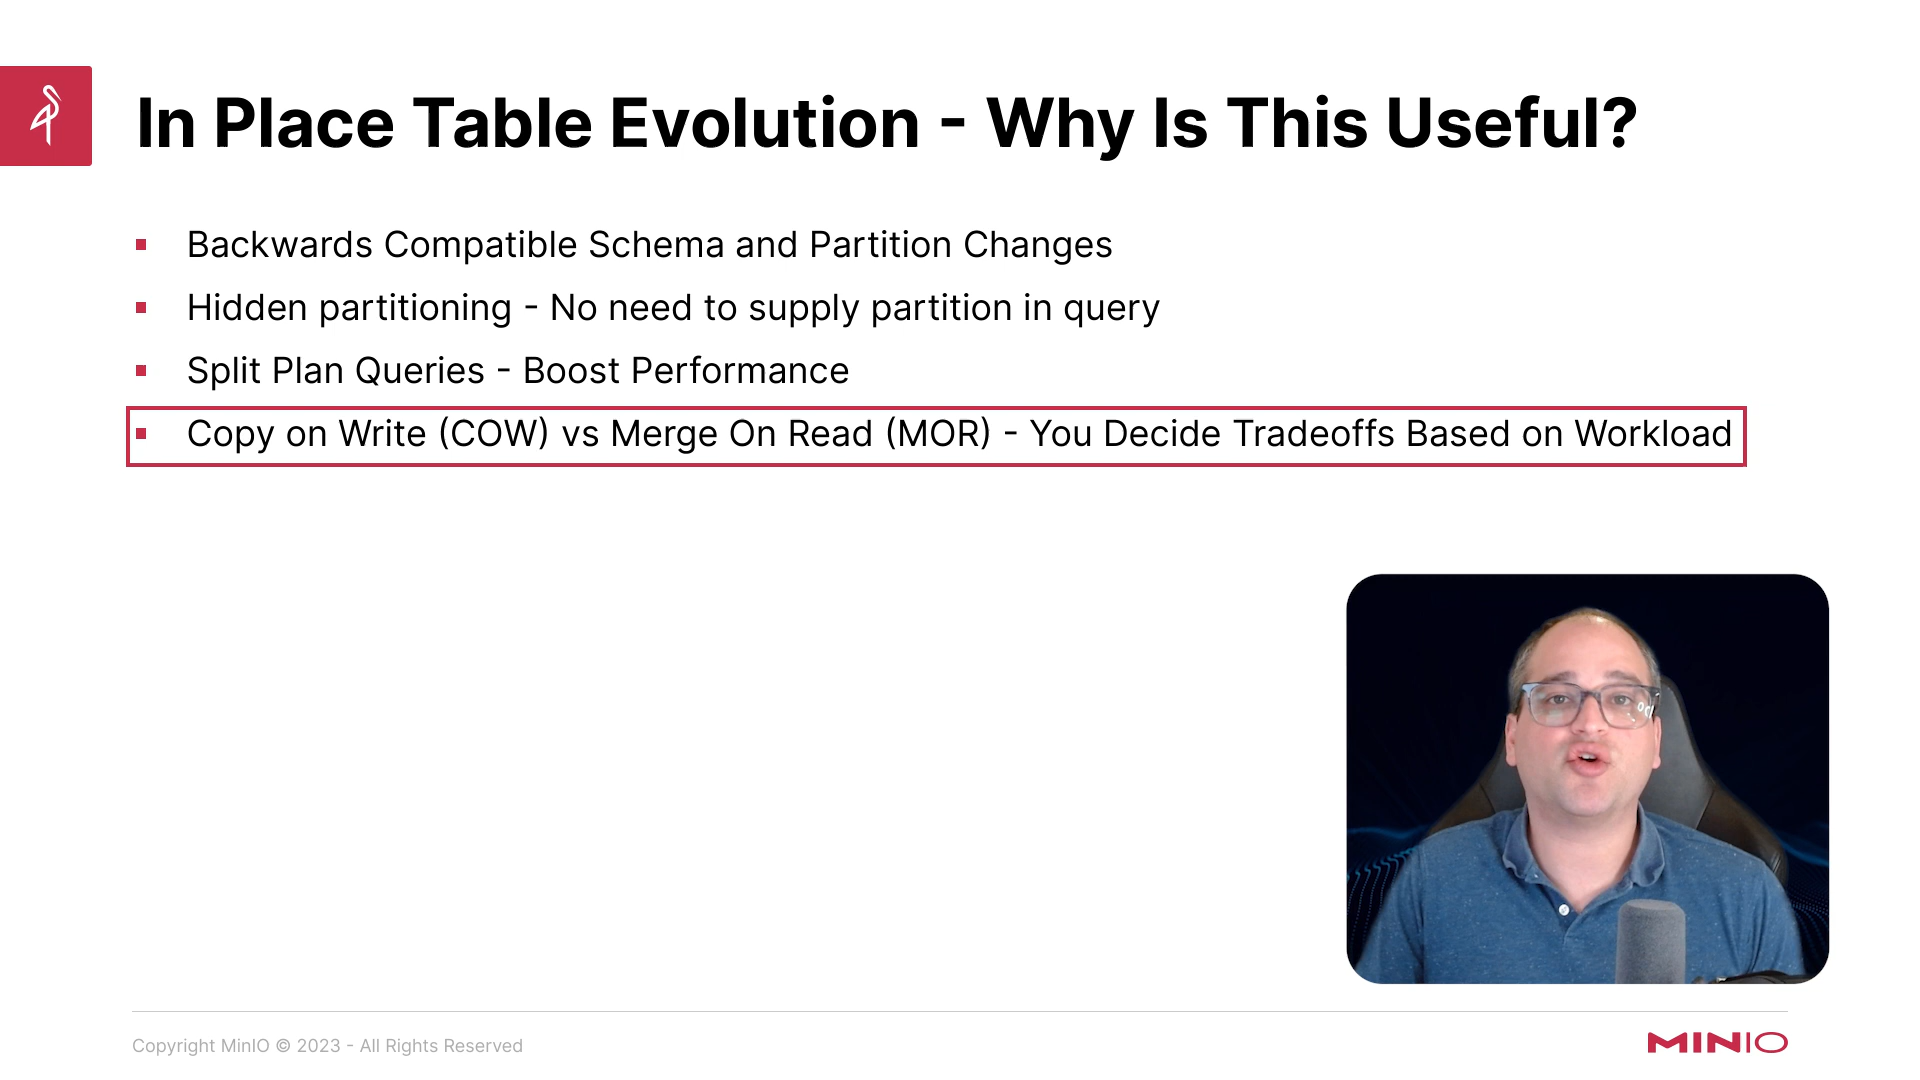 In Place Table Evolution - Why Is This Useful?
Backwards Compatible Schema and Partition Changes
Hidden partitioning - No need to supply partition in query
Split Plan Queries - Boost Performance
Copy on Write (COW) vs Merge On Read (MOR) - You Decide Tradeoffs Based on Workload
Copyright MinIO © 2023 - All Rights Reserved
MINIO